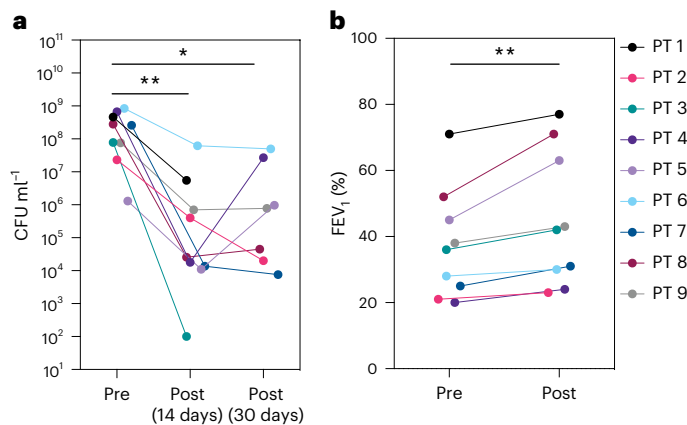 a
10¹¹
10¹⁰
10⁹
10⁸
10⁷
10⁶
10⁵
10⁴
10³
10²
10¹
CFU ml⁻¹
*
**
Pre
Post
(14 days)
Post
(30 days)
b
100
80
60
40
20
0
FEV₁ (%)
**
Pre
Post
PT 1
PT 2
PT 3
PT 4
PT 5
PT 6
PT 7
PT 8
PT 9